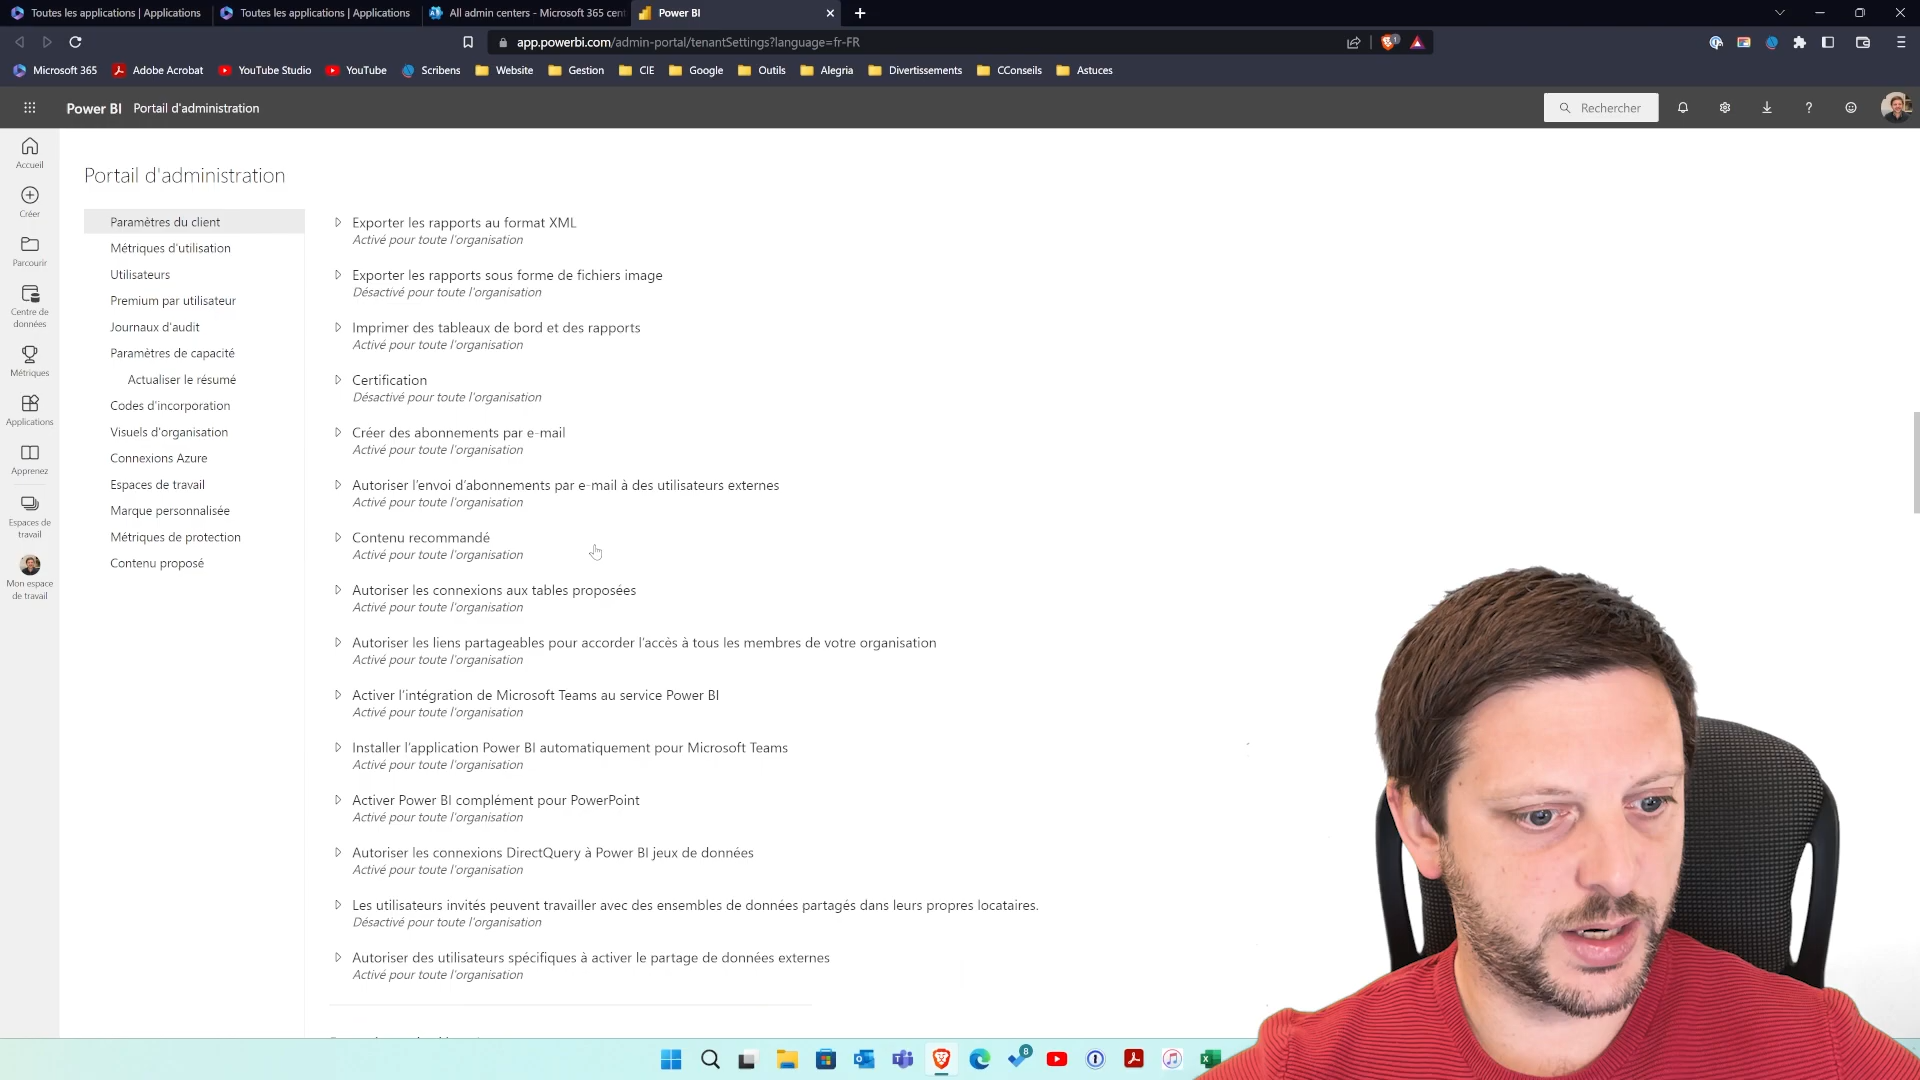 Toutes les applications | Applications
Toutes les applications | Applications
All admin centers - Microsoft 365 cen
Power BI
app.powerbi.com/admin-portal/tenantSettings?language=fr-FR
Microsoft 365
Adobe Acrobat
YouTube Studio
YouTube
Scribens
Website
Gestion
CIE
Google
Outils
Alegria
Divertissements
CConseils
Astuces
Power BI Portail d'administration
Rechercher
Accueil
Créer
Parcourir
Centre de
données
Métriques
Applications
Apprenez
Espaces de
travail
Mon espace
de travail
Portail d'administration
Paramètres du client
Métriques d'utilisation
Utilisateurs
Premium par utilisateur
Journaux d'audit
Paramètres de capacité
Actualiser le résumé
Codes d'incorporation
Visuels d'organisation
Connexions Azure
Espaces de travail
Marque personnalisée
Métriques de protection
Contenu proposé
Exporter les rapports au format XML
Activé pour toute l'organisation
Exporter les rapports sous forme de fichiers image
Désactivé pour toute l'organisation
Imprimer des tableaux de bord et des rapports
Activé pour toute l'organisation
Certification
Désactivé pour toute l'organisation
Créer des abonnements par e-mail
Activé pour toute l'organisation
Autoriser l'envoi d'abonnements par e-mail à des utilisateurs externes
Activé pour toute l'organisation
Contenu recommandé
Activé pour toute l'organisation
Autoriser les connexions aux tables proposées
Activé pour toute l'organisation
Autoriser les liens partageables pour accorder l'accès à tous les membres de votre organisation
Activé pour toute l'organisation
Activer l'intégration de Microsoft Teams au service Power BI
Activé pour toute l'organisation
Installer l'application Power BI automatiquement pour Microsoft Teams
Activé pour toute l'organisation
Activer Power BI complément pour PowerPoint
Activé pour toute l'organisation
Autoriser les connexions DirectQuery à Power BI jeux de données
Activé pour toute l'organisation
Les utilisateurs invités peuvent travailler avec des ensembles de données partagés dans leurs propres locataires.
Désactivé pour toute l'organisation
Autoriser des utilisateurs spécifiques à activer le partage de données externes
Activé pour toute l'organisation